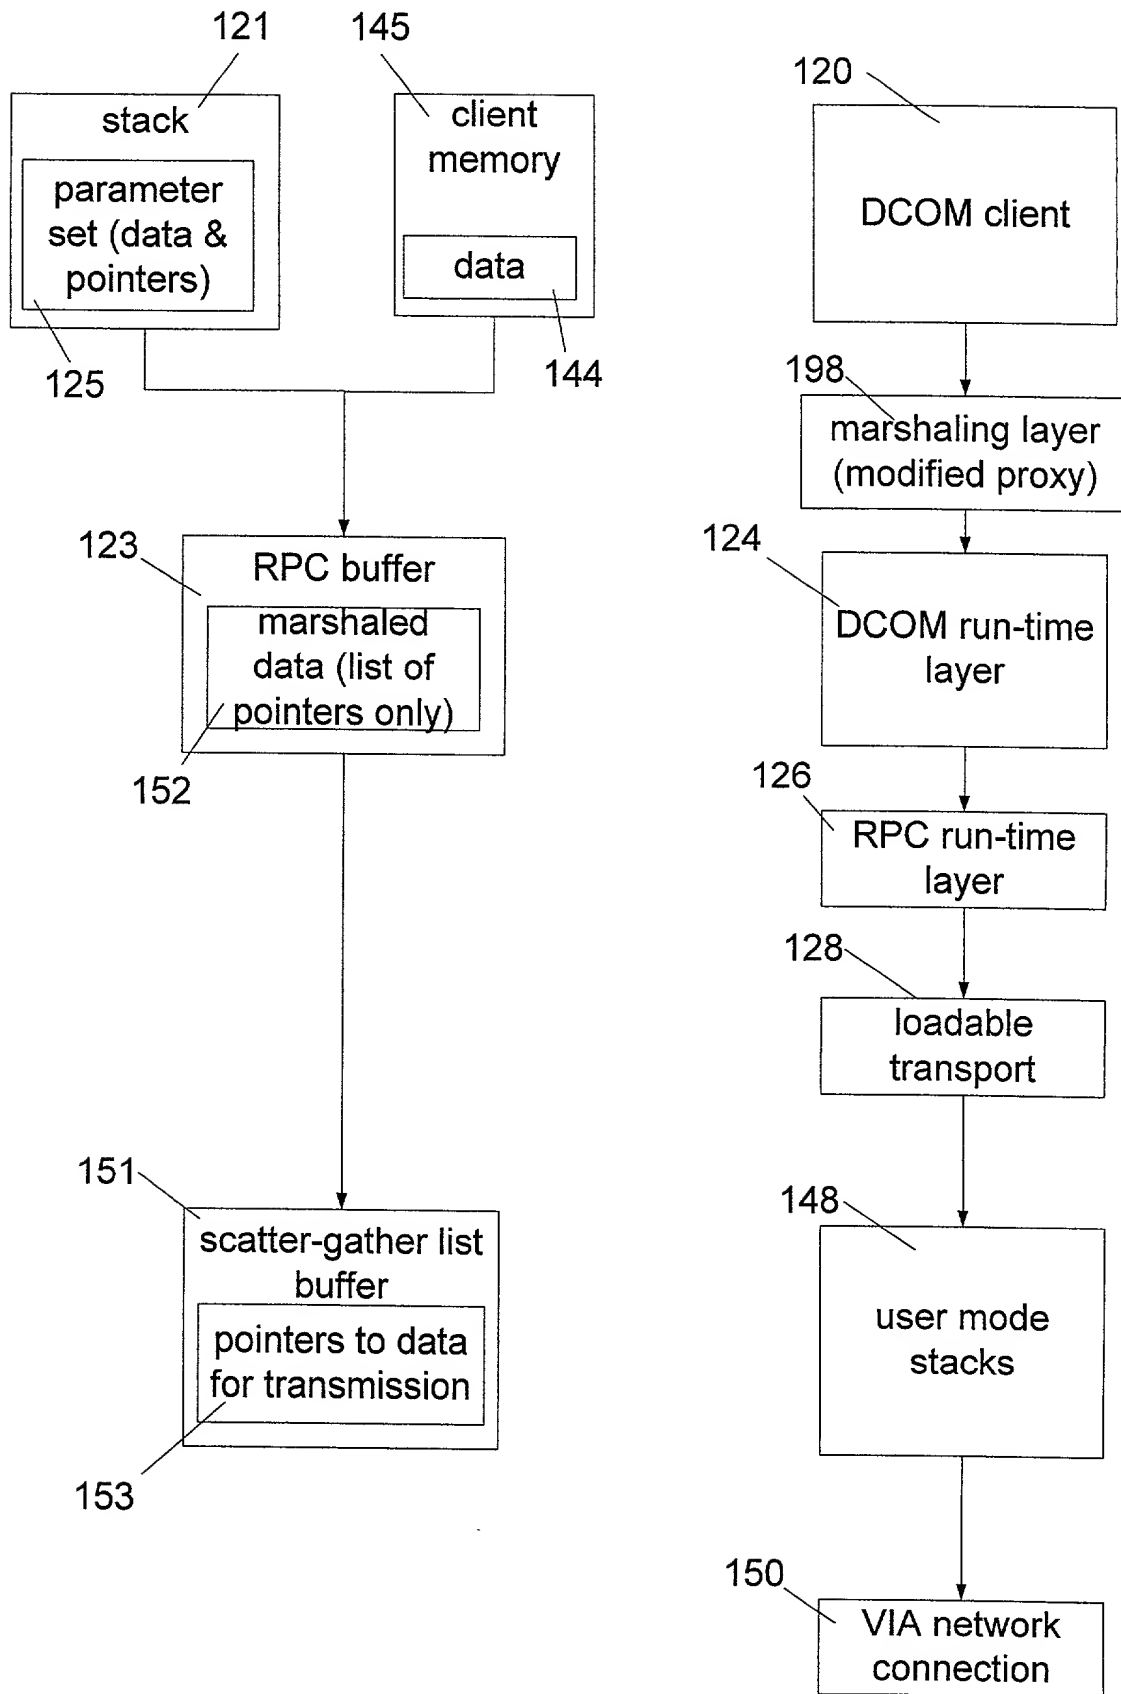 121
stack
parameter
set (data &
pointers)
125
145
client
memory
data
144
123
RPC buffer
marshaled
data (list of
pointers only)
152
151
scatter-gather list
buffer
pointers to data
for transmission
153
120
DCOM client
198
marshaling layer
(modified proxy)
124
DCOM run-time
layer
126
RPC run-time
layer
128
loadable
transport
148
user mode
stacks
150
VIA network
connection